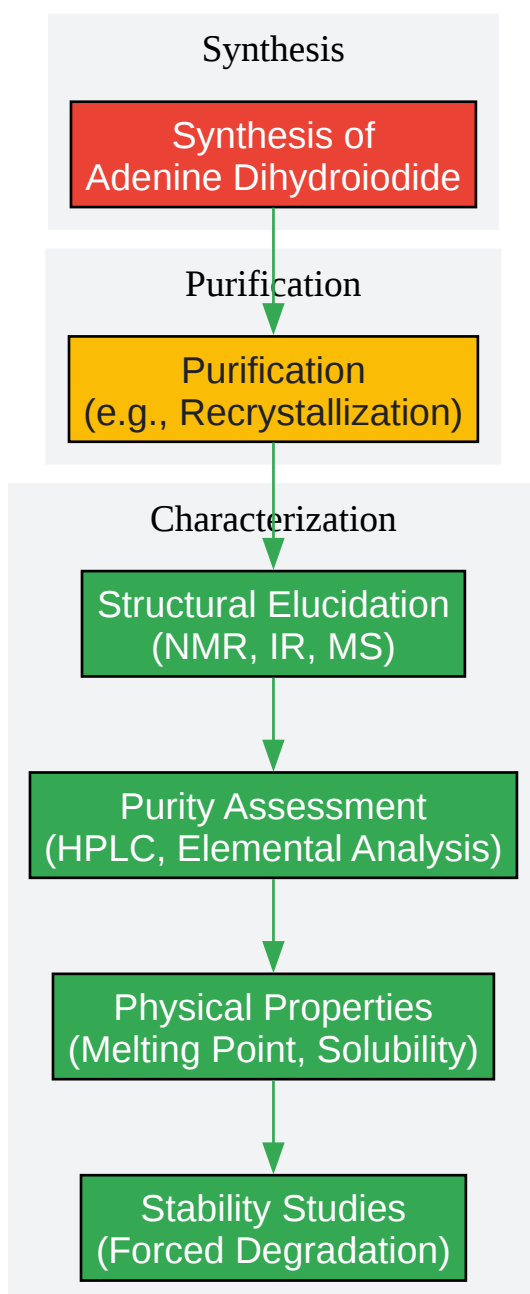 Synthesis
Synthesis of
Adenine Dihydroiodide
Purification
Purification
(e.g., Recrystallization)
Characterization
Structural Elucidation
(NMR, IR, MS)
Purity Assessment
(HPLC, Elemental Analysis)
Physical Properties
(Melting Point, Solubility)
Stability Studies
(Forced Degradation)